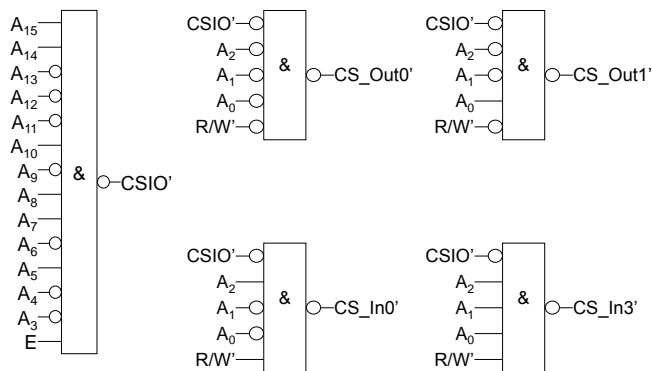 A15
A14
A13
A12
A11
A10
A9
A8
A7
A6
A5
A4
A3
E
&
CSIO’
CSIO’
A2
A1
A0
R/W’
&
CS_Out0’
CSIO’
A2
A1
A0
R/W’
&
CS_Out1’
CSIO’
A2
A1
A0
R/W’
&
CS_In0’
CSIO’
A2
A1
A0
R/W’
&
CS_In3’